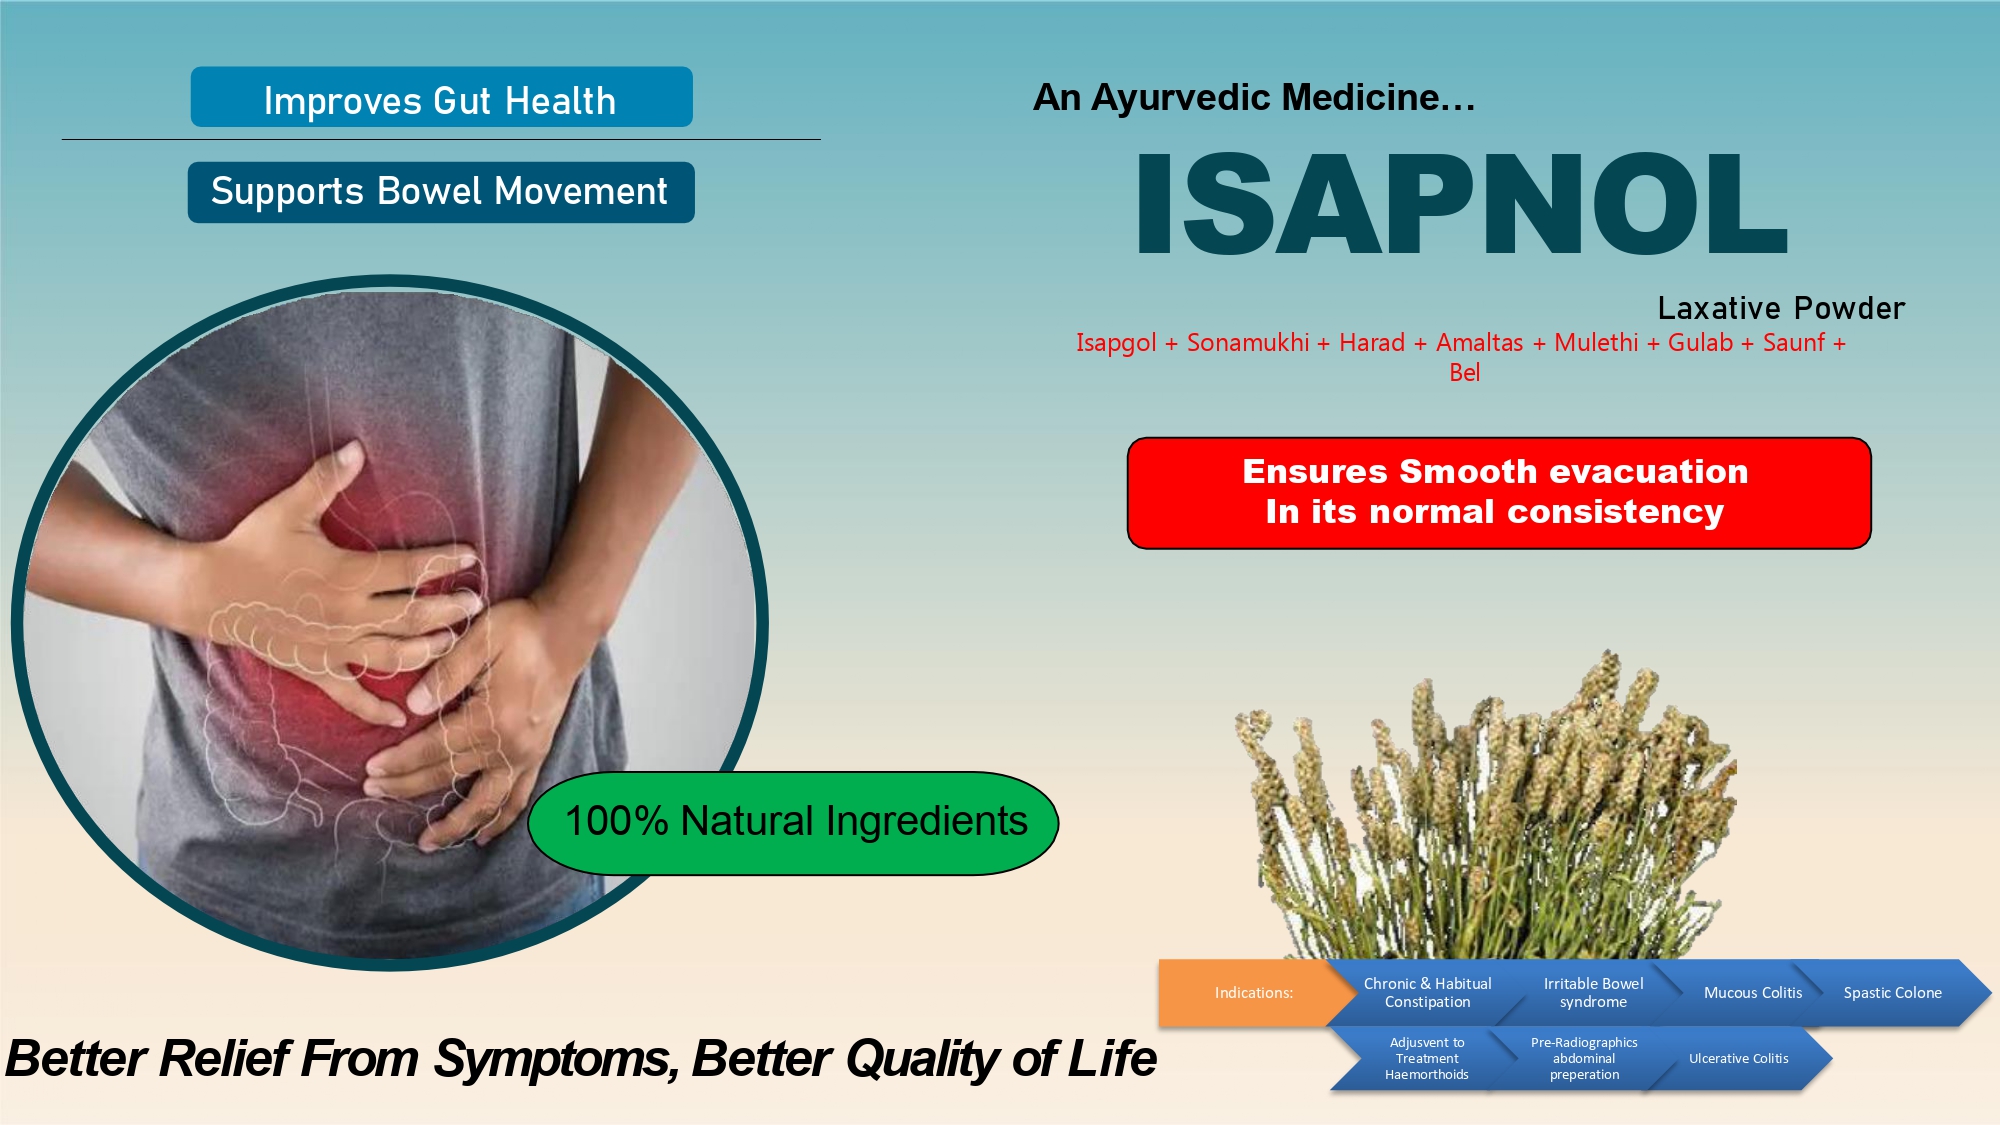 Improves Gut Health
Supports Bowel Movement
An Ayurvedic Medicine…
ISAPNOL
Laxative Powder
Isapgol + Sonamukhi + Harad + Amaltas + Mulethi + Gulab + Saunf +
Bel
Ensures Smooth evacuation
In its normal consistency
100% Natural Ingredients
Indications:
Chronic & Habitual
Constipation
Irritable Bowel
syndrome
Mucous Colitis
Spastic Colone
Adjusvent to
Treatment
Haemorthoids
Pre-Radiographics
abdominal
preperation
Ulcerative Colitis
Better Relief From Symptoms, Better Quality of Life